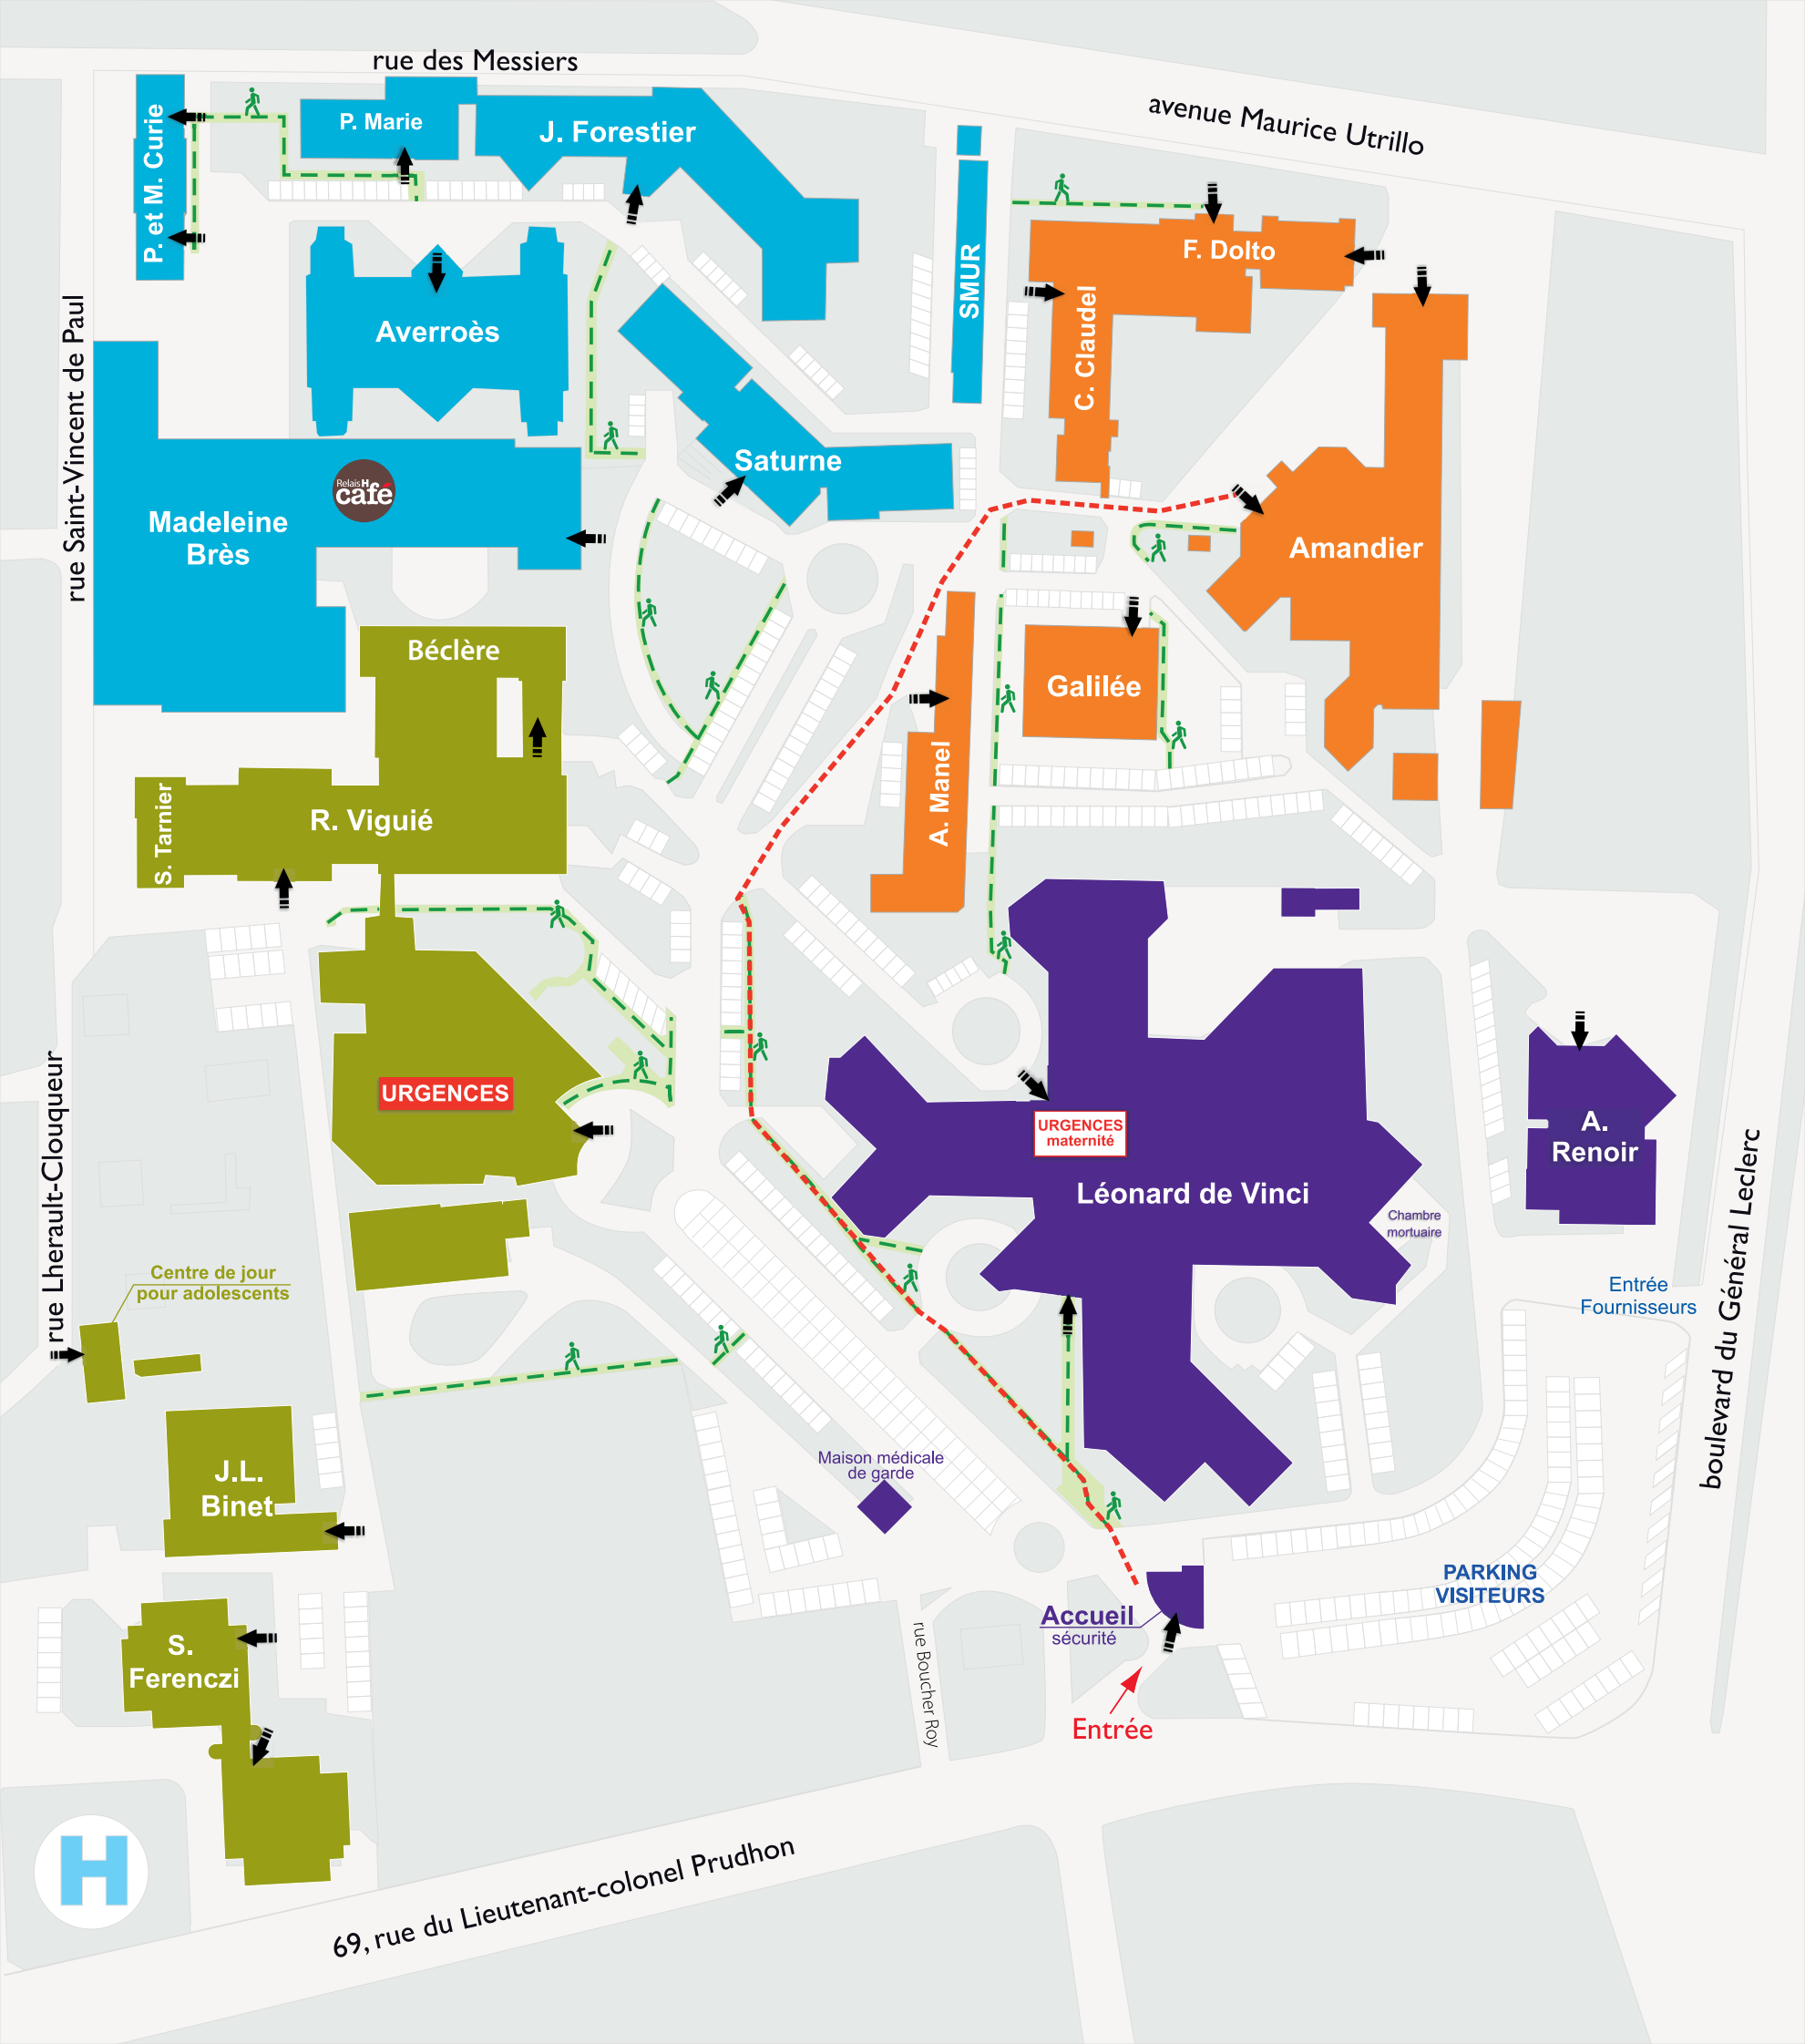 rue des Messiers
avenue Maurice Utrillo
P. et M. Curie
P. Marie
J. Forestier
SMUR
F. Dolto
C. Claudel
Averroès
rue Saint-Vincent de Paul
Saturne
Relais H
café
Madeleine
Brès
Amandier
Béclère
Galilée
A. Manel
S. Tarnier
R. Viguié
URGENCES
URGENCES
maternité
A.
Renoir
Léonard de Vinci
Chambre
mortuaire
rue Lherault-Clouqueur
boulevard du Général Leclerc
Centre de jour
pour adolescents
Entrée
Fournisseurs
J.L.
Binet
Maison médicale
de garde
PARKING
VISITEURS
Accueil
sécurité
S.
Ferenczi
rue Boucher Roy
Entrée
H
69, rue du Lieutenant-colonel Prudhon